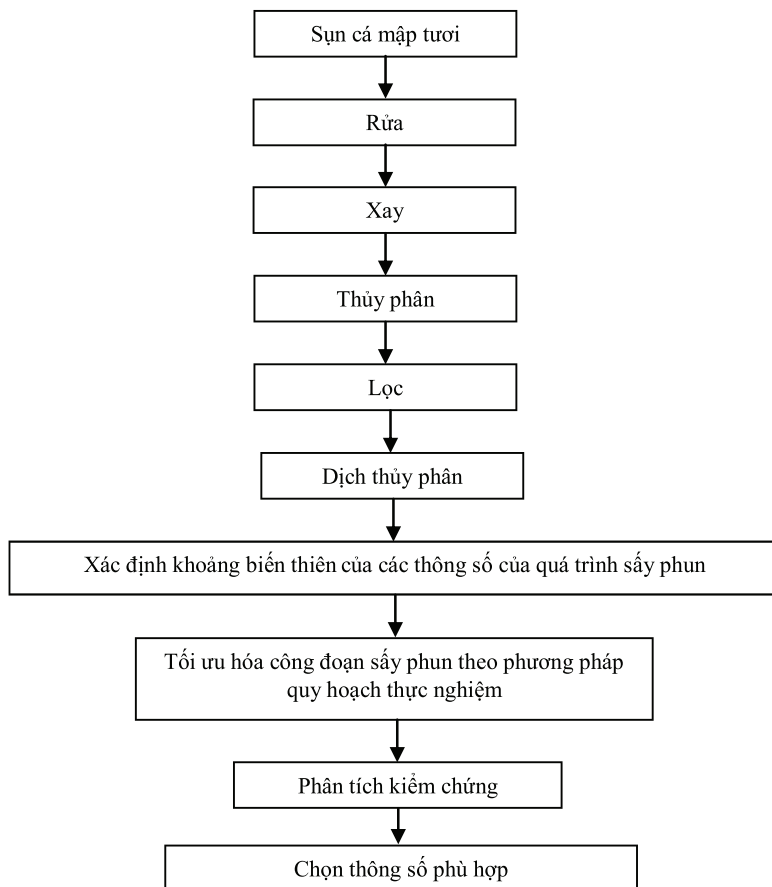 Sụn cá mập tươi
Rửa
Xay
Thủy phân
Lọc
Dịch thủy phân
Xác định khoảng biến thiên của các thông số của quá trình sấy phun
Tối ưu hóa công đoạn sấy phun theo phương pháp
quy hoạch thực nghiệm
Phân tích kiểm chứng
Chọn thông số phù hợp